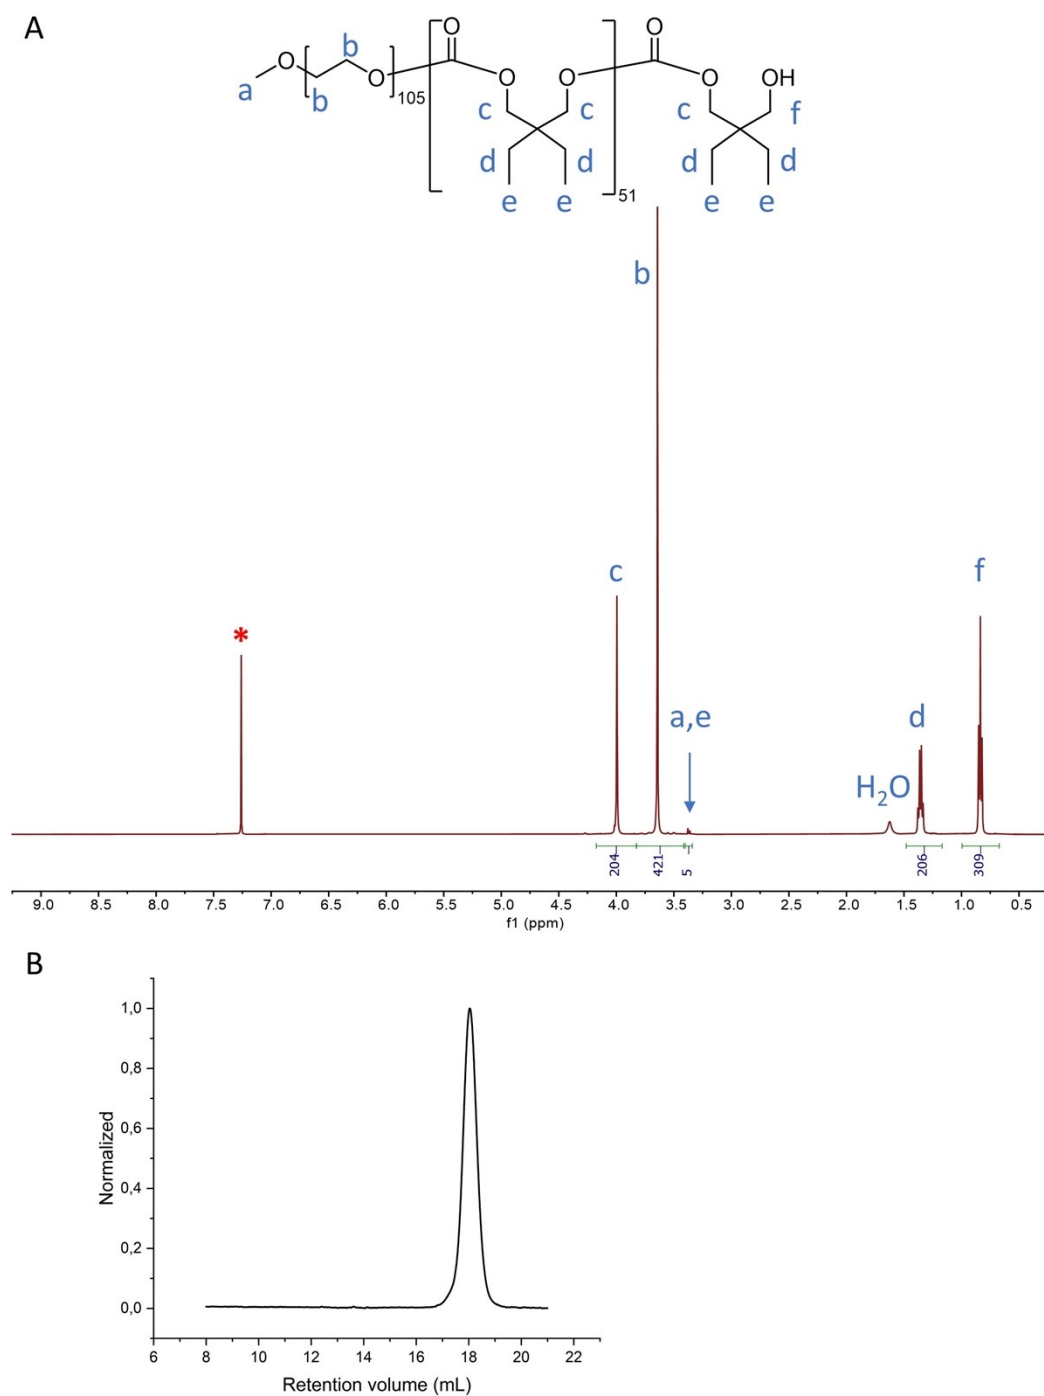 A
O
O
b
O
O
O
O
OH
a
b
105
c
c
c
f
d
d
d
d
e
e
51
e
e
b
c
f
*
a,e
d
H2O
204
421
5
206
309
9.0 8.5 8.0 7.5 7.0 6.5 6.0 5.5 5.0 4.5 4.0 3.5 3.0 2.5 2.0 1.5 1.0 0.5
f1 (ppm)
B
1,0
0,8
0,6
0,4
0,2
0,0
Normalized
6 8 10 12 14 16 18 20 22
Retention volume (mL)